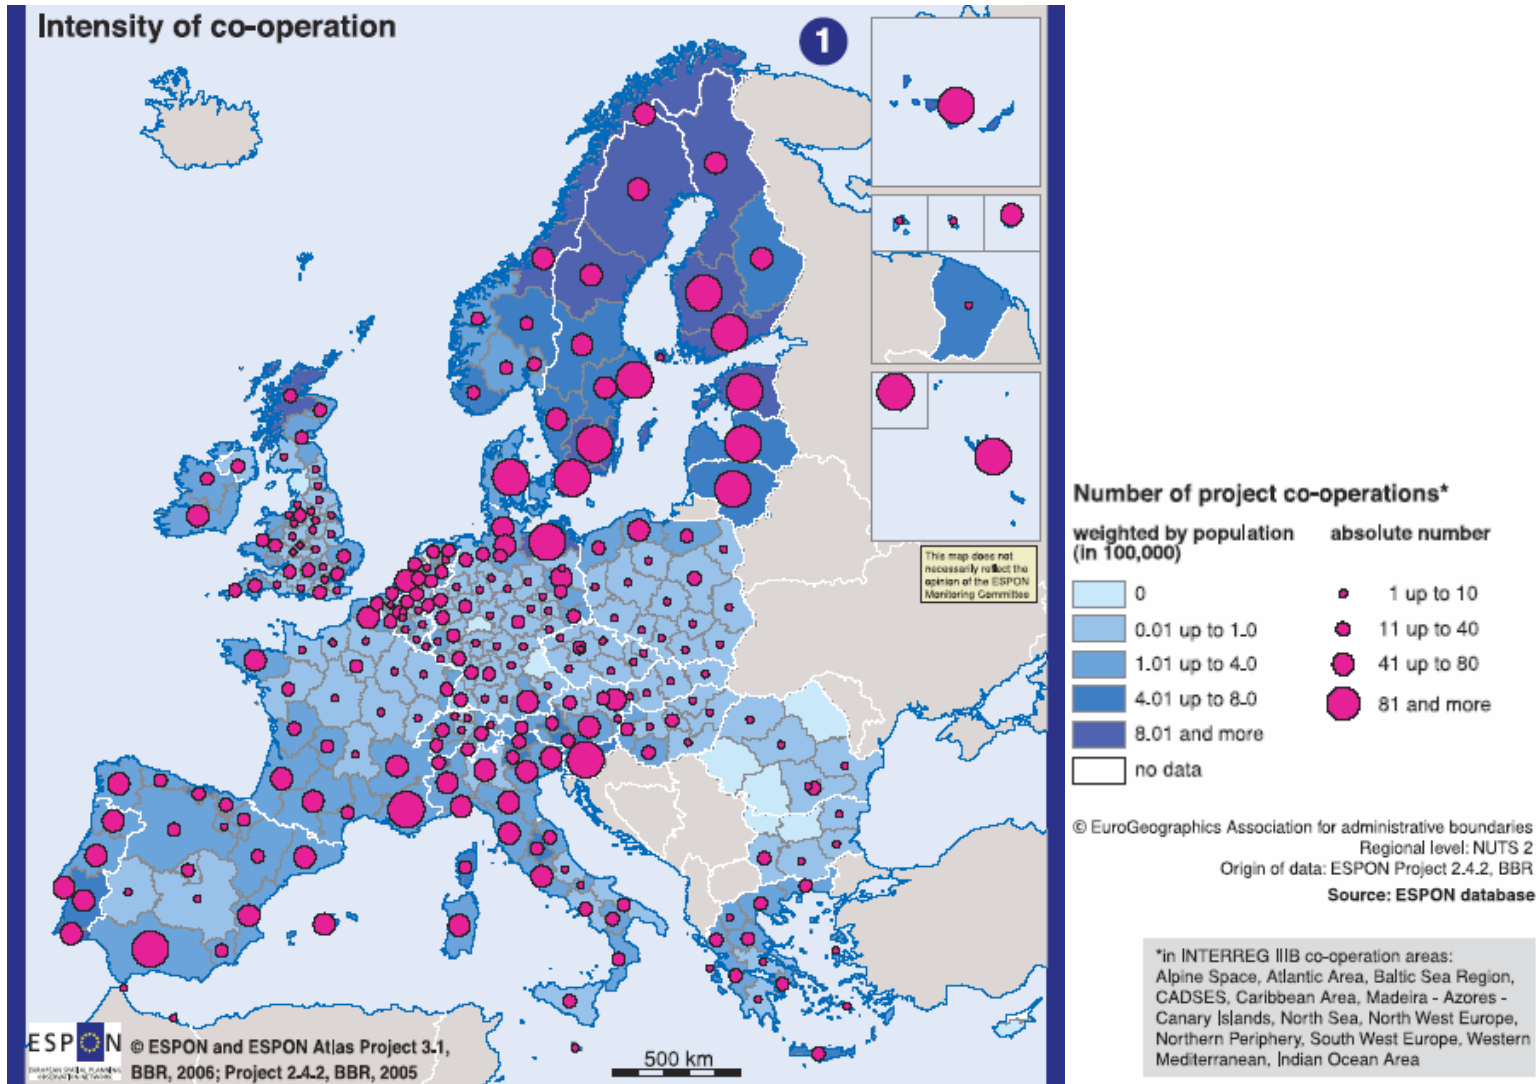 Intensity of co-operation
1
This map does not
necessarily reflect the
opinion of the ESPON
Monitoring Committee
Number of project co-operations*
weighted by population
(in 100,000)
absolute number
0
0.01 up to 1.0
1.01 up to 4.0
4.01 up to 8.0
8.01 and more
no data
1 up to 10
11 up to 40
41 up to 80
81 and more
© EuroGeographics Association for administrative boundaries
Regional level: NUTS 2
Origin of data: ESPON Project 2.4.2, BBR
Source: ESPON database
*in INTERREG IIIB co-operation areas:
Alpine Space, Atlantic Area, Baltic Sea Region,
CADSES, Caribbean Area, Madeira - Azores -
Canary Islands, North Sea, North West Europe,
Northern Periphery, South West Europe, Western
Mediterranean, Indian Ocean Area
ESPON
EUROPEAN SPATIAL PLANNING
OBSERVATION NETWORK
© ESPON and ESPON Atlas Project 3.1,
BBR, 2006; Project 2.4.2, BBR, 2005
500 km